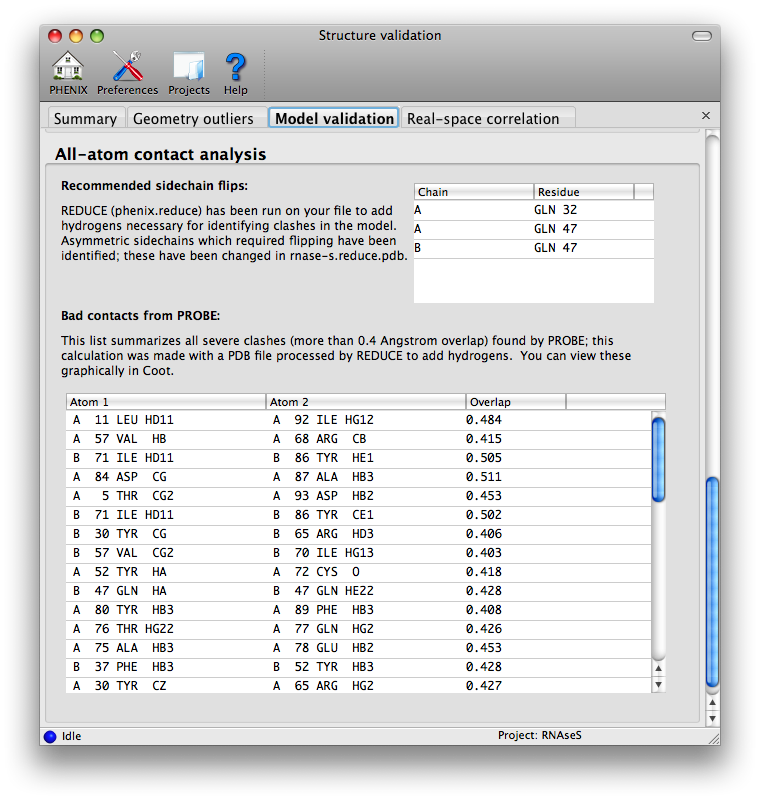 Structure validation
PHENIX Preferences Projects Help
Summary Geometry outliers Model validation Real-space correlation ×
All-atom contact analysis
Recommended sidechain flips:
REDUCE (phenix.reduce) has been run on your file to add
hydrogens necessary for identifying clashes in the model.
Asymmetric sidechains which required flipping have been
identified; these have been changed in rnase-s.reduce.pdb.
Chain Residue
A GLN 32
A GLN 47
B GLN 47
Bad contacts from PROBE:
This list summarizes all severe clashes (more than 0.4 Angstrom overlap) found by PROBE; this
calculation was made with a PDB file processed by REDUCE to add hydrogens. You can view these
graphically in Coot.
Atom 1 Atom 2 Overlap
A 11 LEU HD11 A 92 ILE HG12 0.484
A 57 VAL HB A 68 ARG CB 0.415
B 71 ILE HD11 B 86 TYR HE1 0.505
A 84 ASP CG A 87 ALA HB3 0.511
A 5 THR CG2 A 93 ASP HB2 0.453
B 71 ILE HD11 B 86 TYR CE1 0.502
B 30 TYR CG B 65 ARG HD3 0.406
B 57 VAL CG2 B 70 ILE HG13 0.403
A 52 TYR HA A 72 CYS O 0.418
B 47 GLN HA B 47 GLN HE22 0.428
A 80 TYR HB3 A 89 PHE HB3 0.408
A 76 THR HG22 A 77 GLN HG2 0.426
A 75 ALA HB3 A 78 GLU HB2 0.453
B 37 PHE HB3 B 52 TYR HB3 0.428
A 30 TYR CZ A 65 ARG HG2 0.427
Idle Project: RNAseS